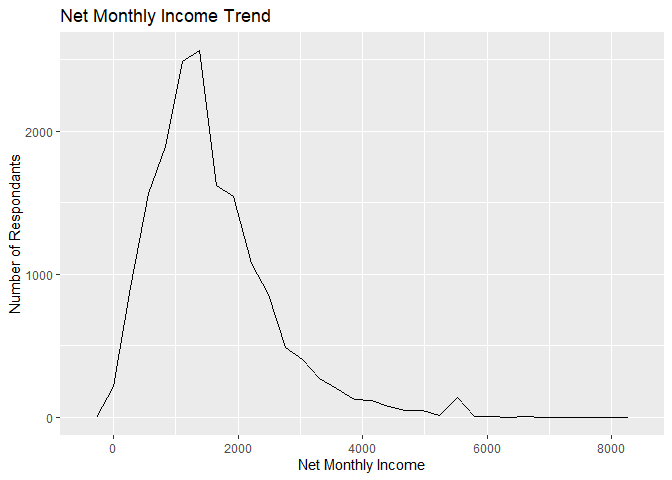 Net Monthly Income Trend
Number of Respondants
2000
1000
0
0 2000 4000 6000 8000
Net Monthly Income